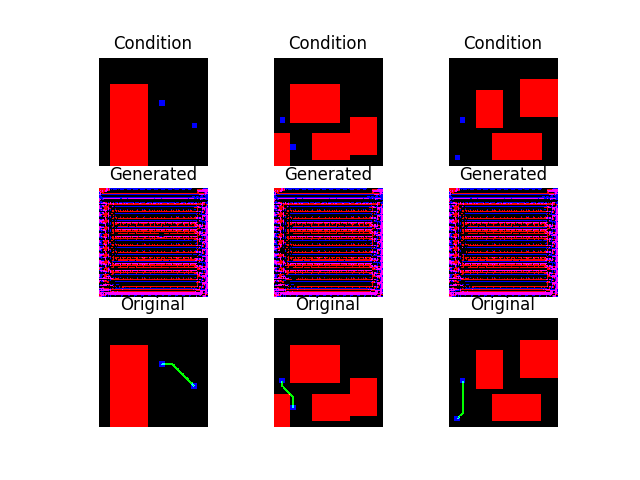 Condition Condition Condition
Generated Generated Generated
Original Original Original